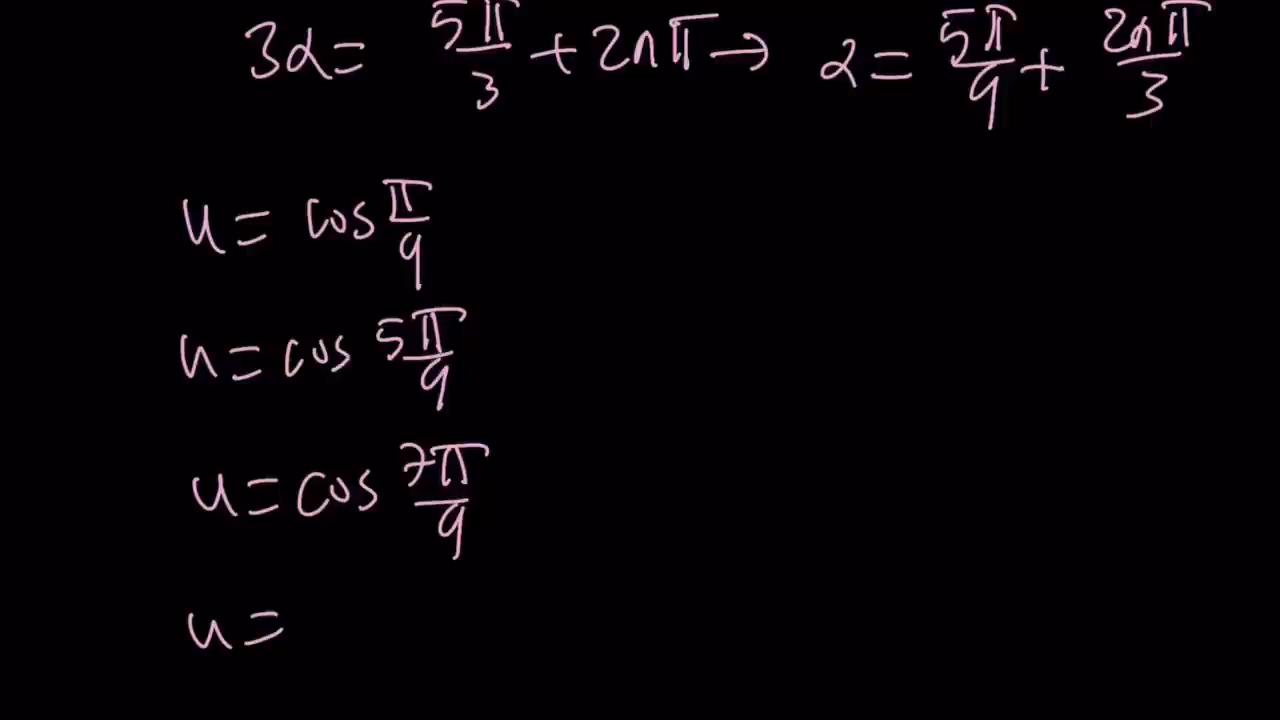 3α = 5π/3 + 2nπ → α = 5π/9 + 2nπ/3
u = cos π/9
u = cos 5π/9
u = cos 7π/9
u =